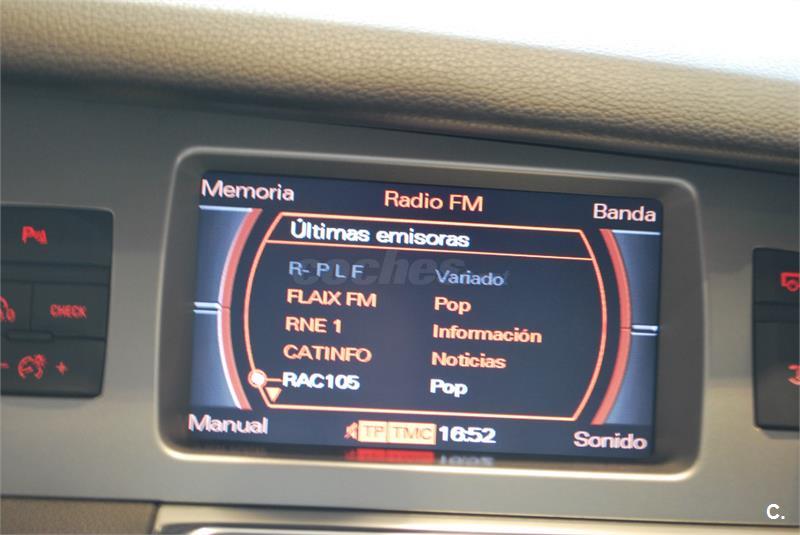 Memoria
Radio FM
Banda
Últimas emisoras
R- P L F Variado
FLAIX FM Pop
RNE 1 Información
CATINFO Noticias
RAC105 Pop
Manual
TP TMC 16:52
Sonido
CHECK
- +
coches
C.